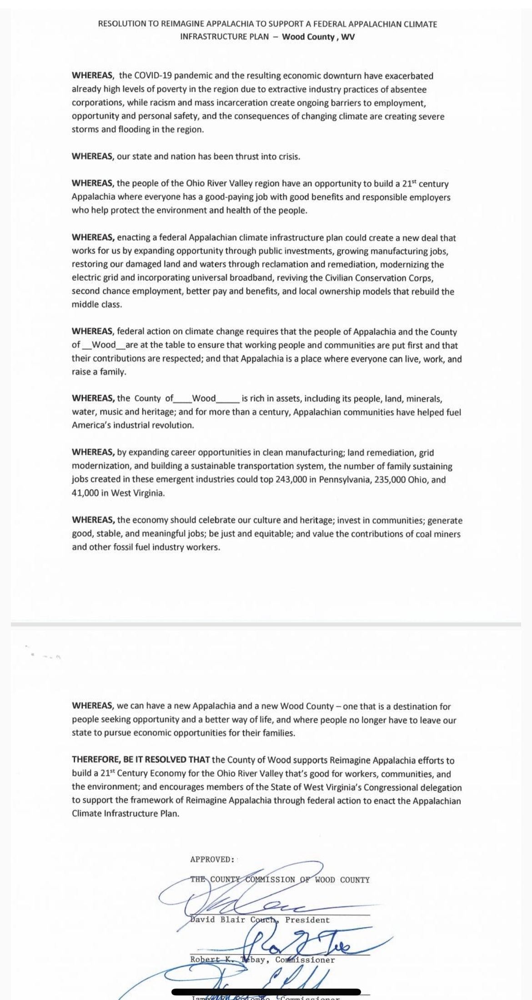 RESOLUTION TO REIMAGINE APPALACHIA TO SUPPORT A FEDERAL APPALACHIAN CLIMATE
INFRASTRUCTURE PLAN – Wood County , WV
WHEREAS, the COVID-19 pandemic and the resulting economic downturn have exacerbated
already high levels of poverty in the region due to extractive industry practices of absentee
corporations, while racism and mass incarceration create ongoing barriers to employment,
opportunity and personal safety, and the consequences of changing climate are creating severe
storms and flooding in the region.
WHEREAS, our state and nation has been thrust into crisis.
WHEREAS, the people of the Ohio River Valley region have an opportunity to build a 21st century
Appalachia where everyone has a good-paying job with good benefits and responsible employers
who help protect the environment and health of the people.
WHEREAS, enacting a federal Appalachian climate infrastructure plan could create a new deal that
works for us by expanding opportunity through public investments, growing manufacturing jobs,
restoring our damaged land and waters through reclamation and remediation, modernizing the
electric grid and incorporating universal broadband, reviving the Civilian Conservation Corps,
second chance employment, better pay and benefits, and local ownership models that rebuild the
middle class.
WHEREAS, federal action on climate change requires that the people of Appalachia and the County
of __Wood__are at the table to ensure that working people and communities are put first and that
their contributions are respected; and that Appalachia is a place where everyone can live, work, and
raise a family.
WHEREAS, the County of____Wood_____ is rich in assets, including its people, land, minerals,
water, music and heritage; and for more than a century, Appalachian communities have helped fuel
America's industrial revolution.
WHEREAS, by expanding career opportunities in clean manufacturing; land remediation, grid
modernization, and building a sustainable transportation system, the number of family sustaining
jobs created in these emergent industries could top 243,000 in Pennsylvania, 235,000 Ohio, and
41,000 in West Virginia.
WHEREAS, the economy should celebrate our culture and heritage; invest in communities; generate
good, stable, and meaningful jobs; be just and equitable; and value the contributions of coal miners
and other fossil fuel industry workers.
WHEREAS, we can have a new Appalachia and a new Wood County – one that is a destination for
people seeking opportunity and a better way of life, and where people no longer have to leave our
state to pursue economic opportunities for their families.
THEREFORE, BE IT RESOLVED THAT the County of Wood supports Reimagine Appalachia efforts to
build a 21st Century Economy for the Ohio River Valley that's good for workers, communities, and
the environment; and encourages members of the State of West Virginia's Congressional delegation
to support the framework of Reimagine Appalachia through federal action to enact the Appalachian
Climate Infrastructure Plan.
APPROVED:
THE COUNTY COMMISSION OF WOOD COUNTY
David Blair Couch, President
Robert K. Tebay, Commissioner
Commissioner